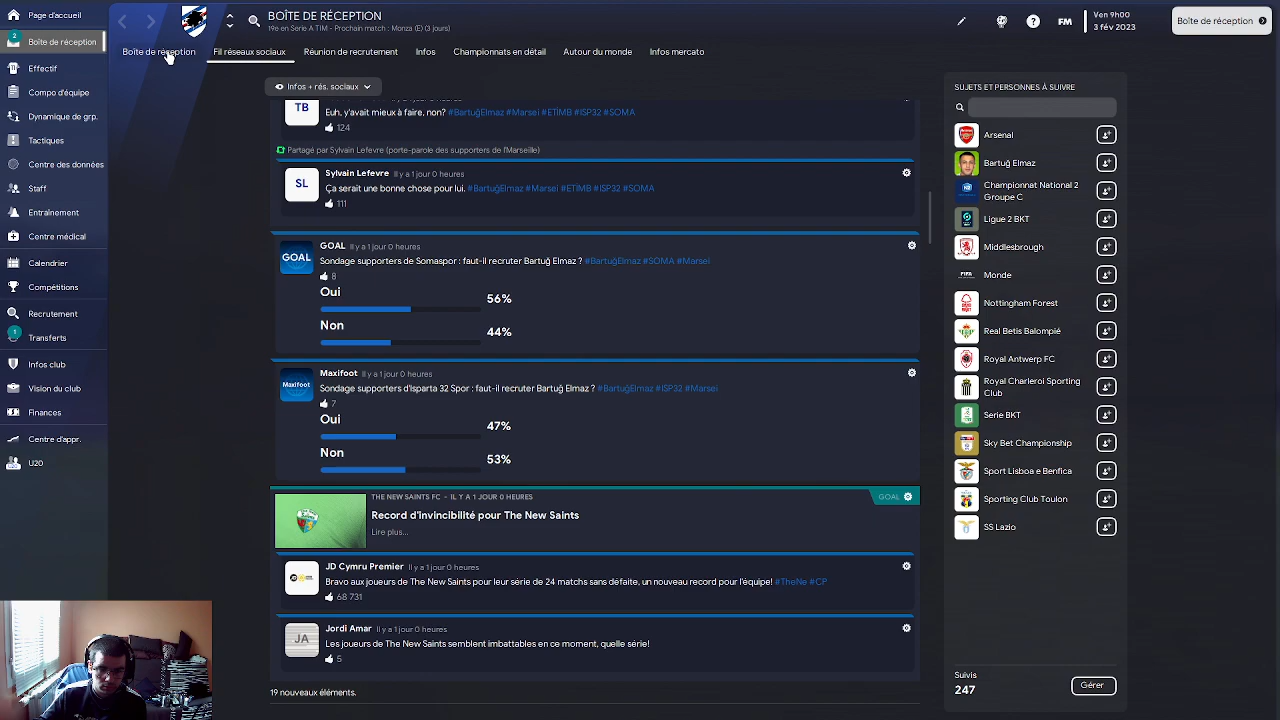 Page d'accueil
BOÎTE DE RÉCEPTION
19e en Serie A TIM - Prochain match : Monza (E) (3 jours)
FM
Ven 9h00
3 fév 2023
Boîte de réception
2
Boîte de réception
Boîte de réception
Fil réseaux sociaux
Réunion de recrutement
Infos
Championnats en détail
Autour du monde
Infos mercato
Effectif
Compo d'équipe
Dynamique de grp.
Tactiques
Centre des données
Staff
Entraînement
Centre médical
Calendrier
Compétitions
Recrutement
1
Transferts
Infos club
Vision du club
Finances
Centre promo.
U20
Infos + rés. sociaux
TB
Euh, y'avait mieux à faire, non? #BartuğElmaz #Marsei #ETİMB #ISP32 #SOMA
124
Partagé par Sylvain Lefevre (porte-parole des supporters de l'Marseille)
SL
Sylvain Lefevre Il y a 1 jour 0 heures
Ça serait une bonne chose pour lui. #BartuğElmaz #Marsei #ETİMB #ISP32 #SOMA
111
GOAL
GOAL Il y a 1 jour 0 heures
Sondage supporters de Somaspor : faut-il recruter Bartuğ Elmaz ? #BartuğElmaz #SOMA #Marsei
8
Oui
56%
Non
44%
Maxifoot
Maxifoot Il y a 1 jour 0 heures
Sondage supporters d'Isparta 32 Spor : faut-il recruter Bartuğ Elmaz ? #BartuğElmaz #ISP32 #Marsei
7
Oui
47%
Non
53%
THE NEW SAINTS FC - IL Y A 1 JOUR 0 HEURES
GOAL
Record d'invincibilité pour The New Saints
Lire plus...
JD Cymru Premier Il y a 1 jour 0 heures
Bravo aux joueurs de The New Saints pour leur série de 24 matchs sans défaite, un nouveau record pour l'équipe! #TheNe #CP
68 731
JA
Jordi Amar Il y a 1 jour 0 heures
Les joueurs de The New Saints semblent imbattables en ce moment, quelle série!
5
19 nouveaux éléments.
SUJETS ET PERSONNES À SUIVRE
Arsenal
Bartuğ Elmaz
Championnat National 3
Groupe C
Ligue 2 BKT
Middlesbrough
FIFA
Monde
Nottingham Forest
Real Betis Balompié
Royal Antwerp FC
Royal Charleroi Sporting
Club
Serie BKT
Sky Bet Championship
Sport Lisboa e Benfica
Sporting Club Toulon
SS Lazio
Suivis
247
Gérer